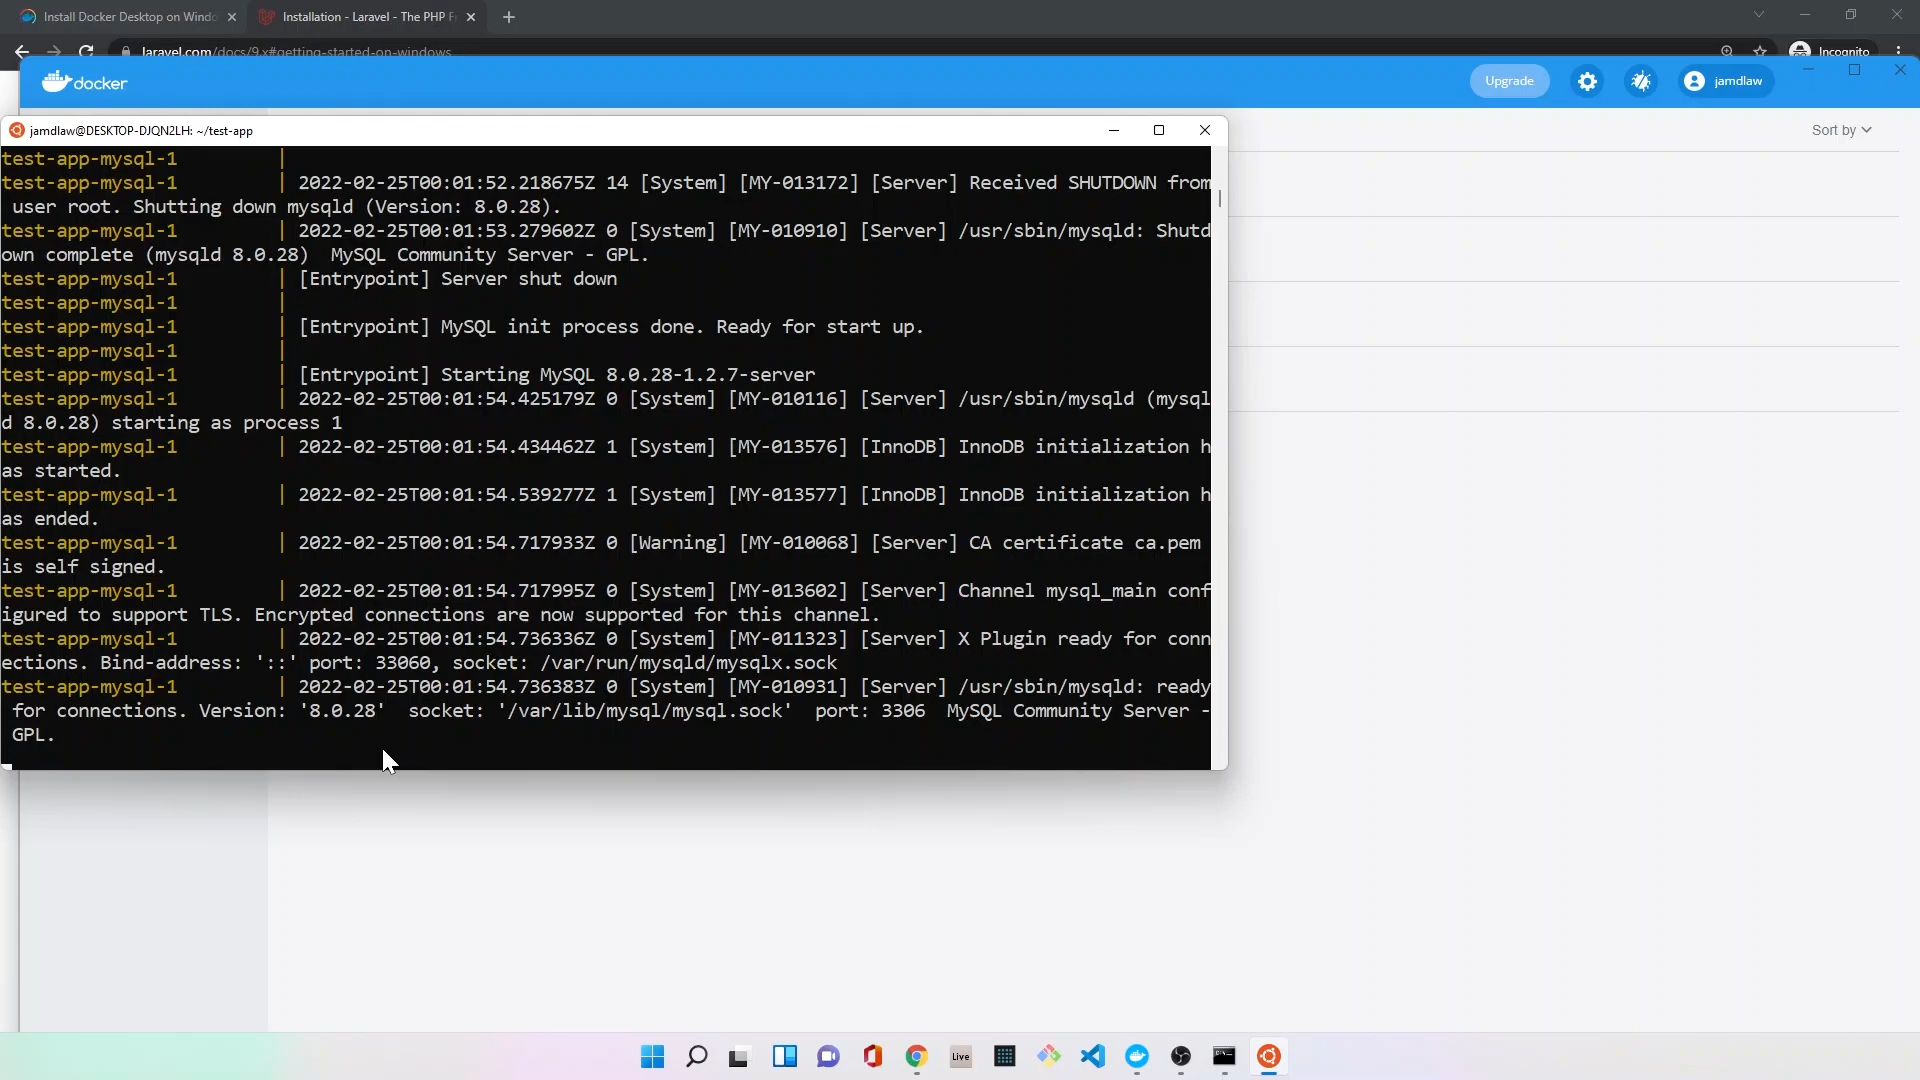 Install Docker Desktop on Windo
Installation - Laravel - The PHP F
laravel.com/docs/9.x#getting-started-on-windows
Incognito
docker
Upgrade
jamdlaw
Sort by
jamdlaw@DESKTOP-DJQN2LH: ~/test-app
test-app-mysql-1 |
test-app-mysql-1 | 2022-02-25T00:01:52.218675Z 14 [System] [MY-013172] [Server] Received SHUTDOWN from
user root. Shutting down mysqld (Version: 8.0.28).
test-app-mysql-1 | 2022-02-25T00:01:53.279602Z 0 [System] [MY-010910] [Server] /usr/sbin/mysqld: Shutd
own complete (mysqld 8.0.28)  MySQL Community Server - GPL.
test-app-mysql-1 | [Entrypoint] Server shut down
test-app-mysql-1 |
test-app-mysql-1 | [Entrypoint] MySQL init process done. Ready for start up.
test-app-mysql-1 |
test-app-mysql-1 | [Entrypoint] Starting MySQL 8.0.28-1.2.7-server
test-app-mysql-1 | 2022-02-25T00:01:54.425179Z 0 [System] [MY-010116] [Server] /usr/sbin/mysqld (mysql
d 8.0.28) starting as process 1
test-app-mysql-1 | 2022-02-25T00:01:54.434462Z 1 [System] [MY-013576] [InnoDB] InnoDB initialization h
as started.
test-app-mysql-1 | 2022-02-25T00:01:54.539277Z 1 [System] [MY-013577] [InnoDB] InnoDB initialization h
as ended.
test-app-mysql-1 | 2022-02-25T00:01:54.717933Z 0 [Warning] [MY-010068] [Server] CA certificate ca.pem
is self signed.
test-app-mysql-1 | 2022-02-25T00:01:54.717995Z 0 [System] [MY-013602] [Server] Channel mysql_main conf
igured to support TLS. Encrypted connections are now supported for this channel.
test-app-mysql-1 | 2022-02-25T00:01:54.736336Z 0 [System] [MY-011323] [Server] X Plugin ready for conn
ections. Bind-address: '::' port: 33060, socket: /var/run/mysqld/mysqlx.sock
test-app-mysql-1 | 2022-02-25T00:01:54.736383Z 0 [System] [MY-010931] [Server] /usr/sbin/mysqld: ready
for connections. Version: '8.0.28'  socket: '/var/lib/mysql/mysql.sock'  port: 3306  MySQL Community Server -
GPL.
Live